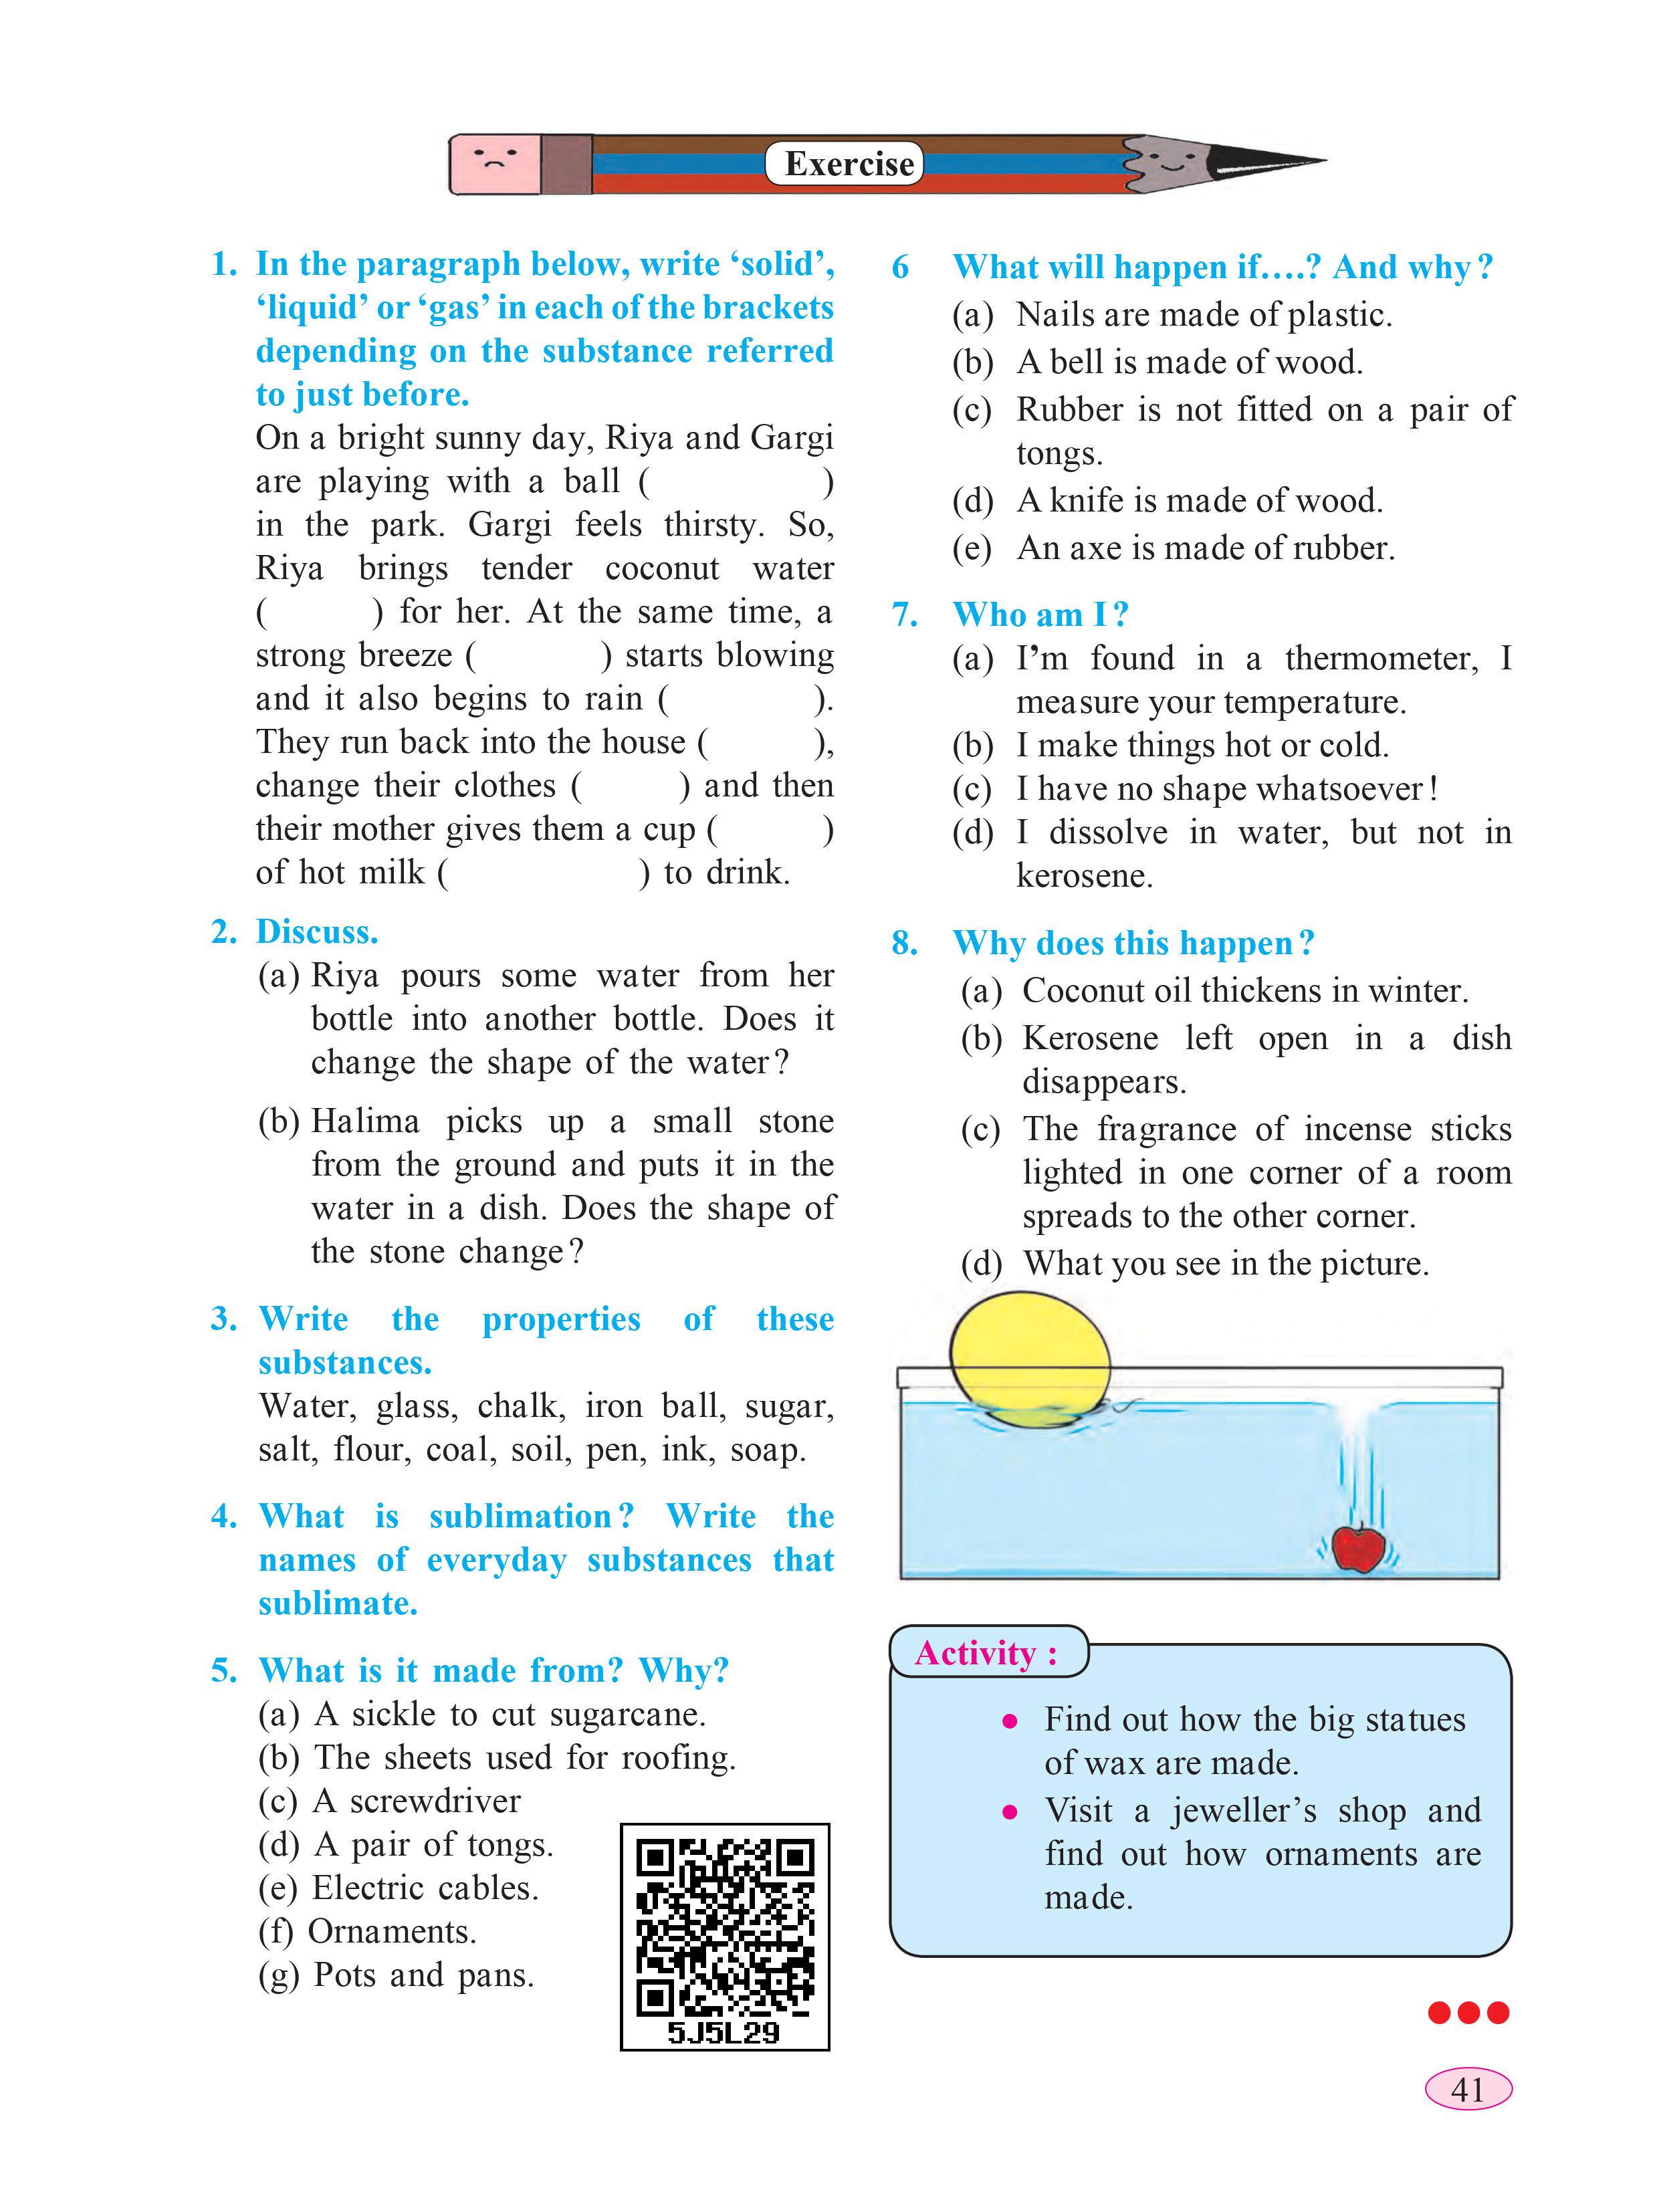 Exercise
1. In the paragraph below, write ‘solid’,
‘liquid’ or ‘gas’ in each of the brackets
depending on the substance referred
to just before.
On a bright sunny day, Riya and Gargi
are playing with a ball ( )
in the park. Gargi feels thirsty. So,
Riya brings tender coconut water
( ) for her. At the same time, a
strong breeze ( ) starts blowing
and it also begins to rain ( ).
They run back into the house ( ),
change their clothes ( ) and then
their mother gives them a cup ( )
of hot milk ( ) to drink.
2. Discuss.
(a) Riya pours some water from her
bottle into another bottle. Does it
change the shape of the water?
(b) Halima picks up a small stone
from the ground and puts it in the
water in a dish. Does the shape of
the stone change?
3. Write the properties of these
substances.
Water, glass, chalk, iron ball, sugar,
salt, flour, coal, soil, pen, ink, soap.
4. What is sublimation? Write the
names of everyday substances that
sublimate.
5. What is it made from? Why?
(a) A sickle to cut sugarcane.
(b) The sheets used for roofing.
(c) A screwdriver
(d) A pair of tongs.
(e) Electric cables.
(f) Ornaments.
(g) Pots and pans.
5J5L29
6 What will happen if....? And why?
(a) Nails are made of plastic.
(b) A bell is made of wood.
(c) Rubber is not fitted on a pair of
tongs.
(d) A knife is made of wood.
(e) An axe is made of rubber.
7. Who am I?
(a) I’m found in a thermometer, I
measure your temperature.
(b) I make things hot or cold.
(c) I have no shape whatsoever!
(d) I dissolve in water, but not in
kerosene.
8. Why does this happen?
(a) Coconut oil thickens in winter.
(b) Kerosene left open in a dish
disappears.
(c) The fragrance of incense sticks
lighted in one corner of a room
spreads to the other corner.
(d) What you see in the picture.
Activity :
● Find out how the big statues
of wax are made.
● Visit a jeweller’s shop and
find out how ornaments are
made.
41